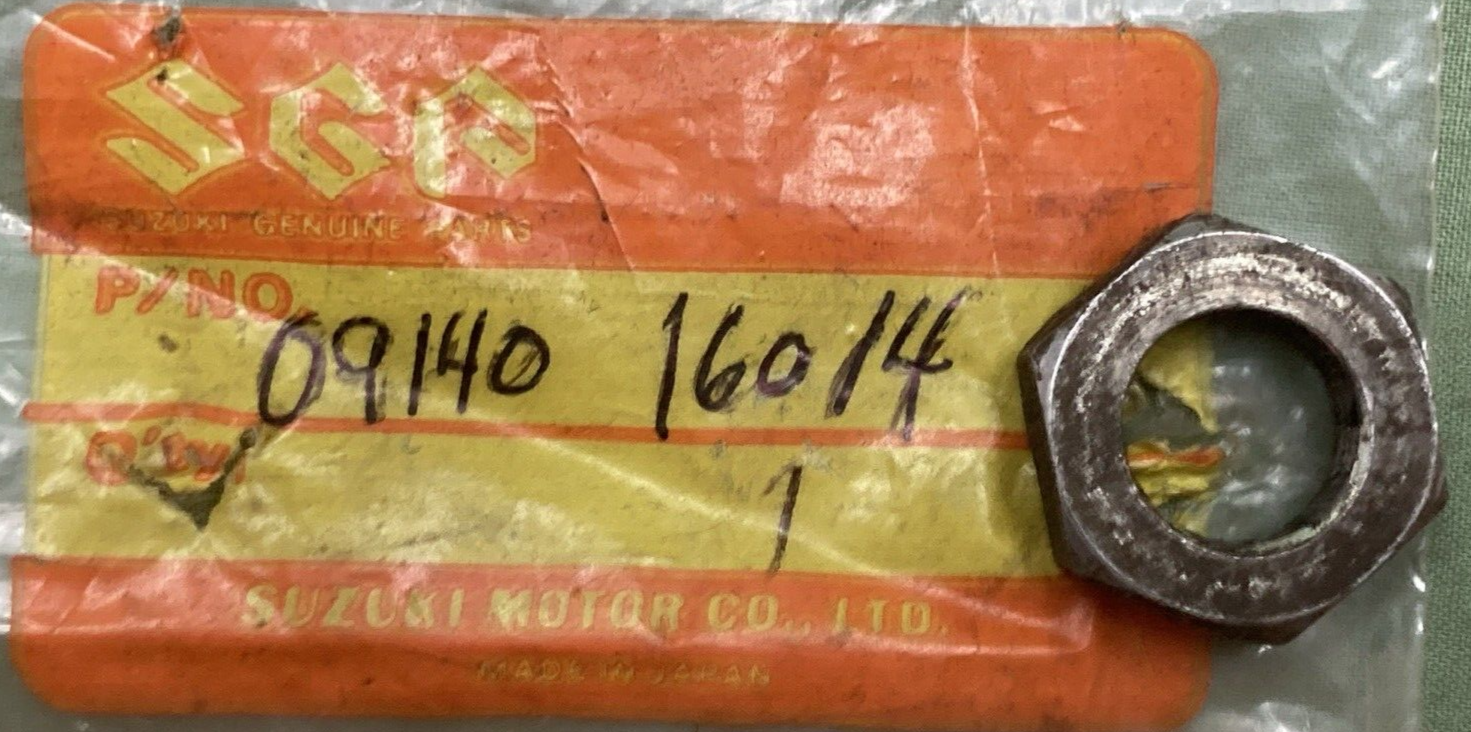 SGP
SUZUKI GENUINE PARTS
P/NO.
09140 16014
Q'ty:
1
SUZUKI MOTOR CO., LTD.
MADE IN JAPAN